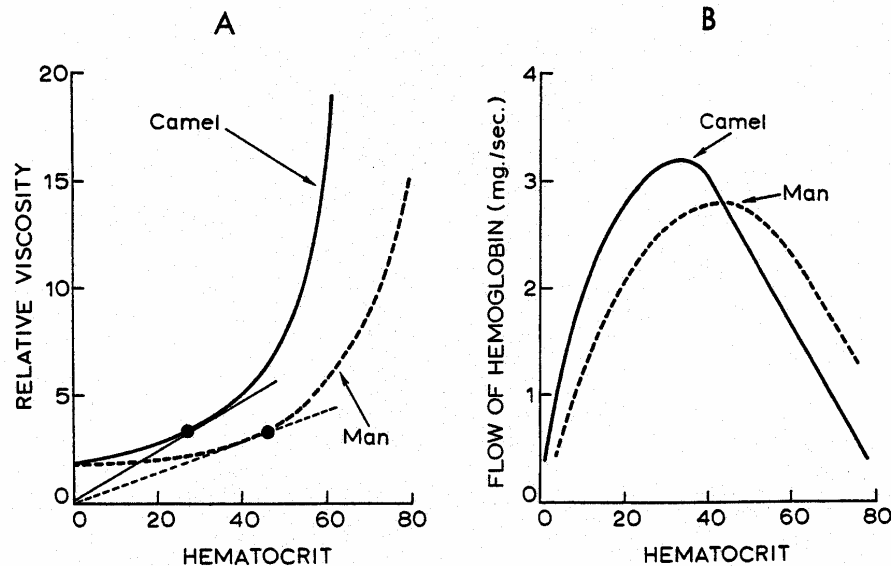 A
RELATIVE VISCOSITY
20
15
10
5
0
Camel
Man
0 20 40 60 80
HEMATOCRIT
B
FLOW OF HEMOGLOBIN (mg./sec.)
4
3
2
1
0
Camel
Man
0 20 40 60 80
HEMATOCRIT